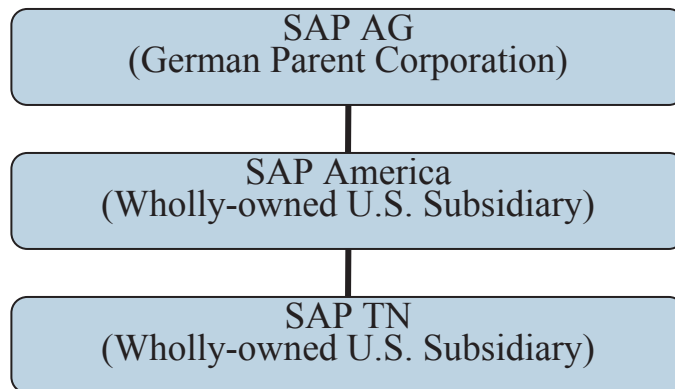 SAP AG
(German Parent Corporation)
SAP America
(Wholly-owned U.S. Subsidiary)
SAP TN
(Wholly-owned U.S. Subsidiary)